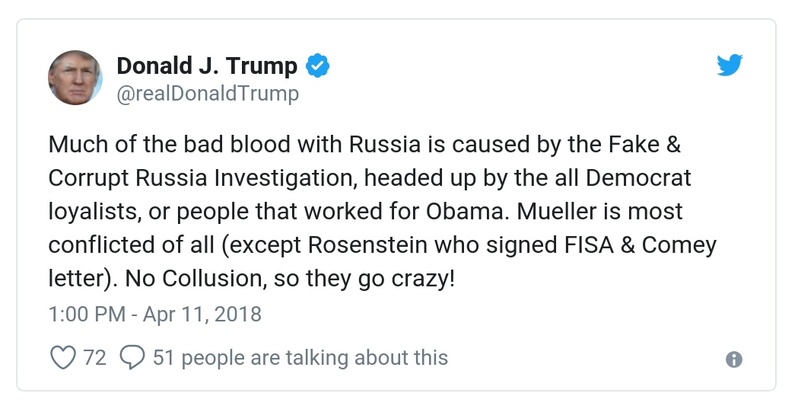 Donald J. Trump
@realDonaldTrump
Much of the bad blood with Russia is caused by the Fake &
Corrupt Russia Investigation, headed up by the all Democrat
loyalists, or people that worked for Obama. Mueller is most
conflicted of all (except Rosenstein who signed FISA & Comey
letter). No Collusion, so they go crazy!
1:00 PM - Apr 11, 2018
72 51 people are talking about this